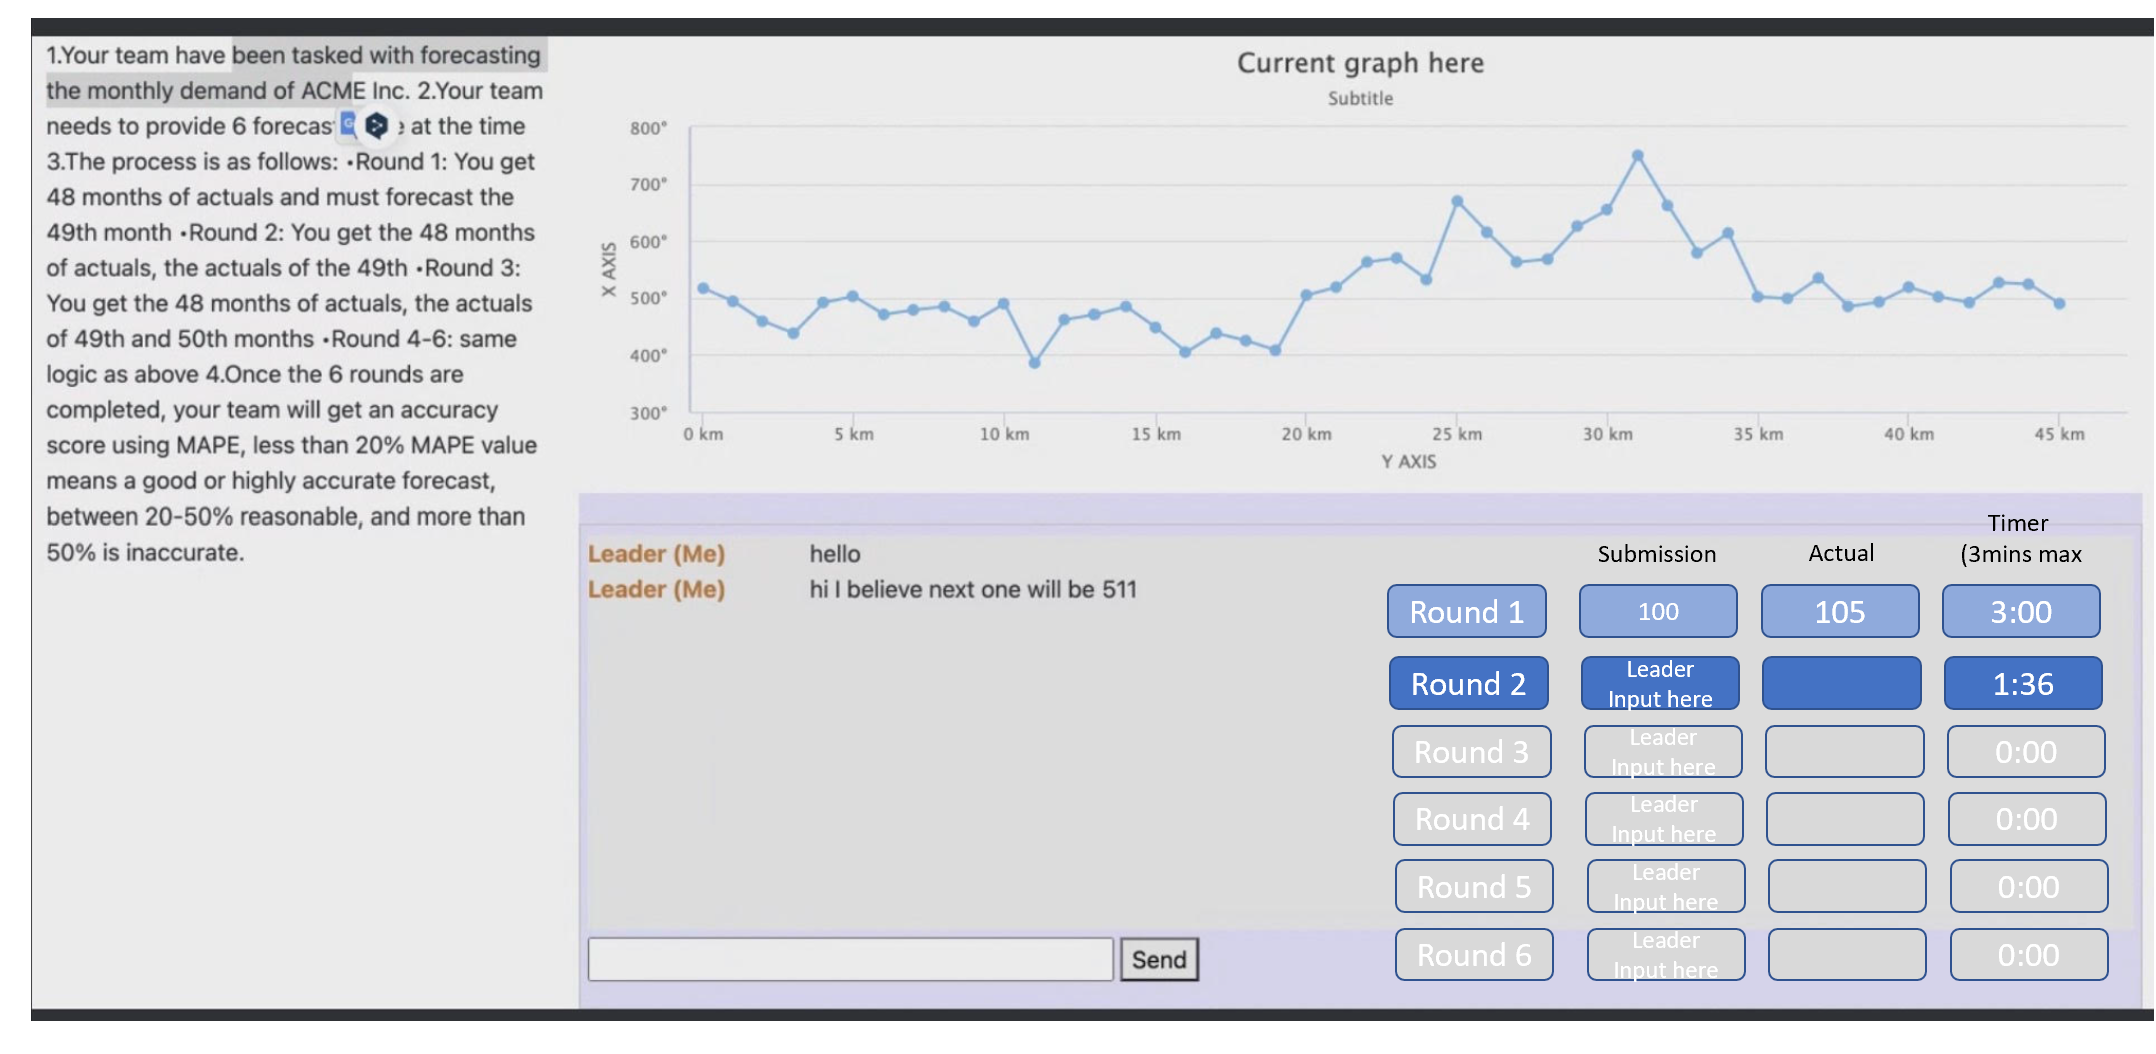 1.Your team have been tasked with forecasting
the monthly demand of ACME Inc. 2.Your team
needs to provide 6 forecas e at the time
3.The process is as follows: •Round 1: You get
48 months of actuals and must forecast the
49th month •Round 2: You get the 48 months
of actuals, the actuals of the 49th •Round 3:
You get the 48 months of actuals, the actuals
of 49th and 50th months •Round 4-6: same
logic as above 4.Once the 6 rounds are
completed, your team will get an accuracy
score using MAPE, less than 20% MAPE value
means a good or highly accurate forecast,
between 20-50% reasonable, and more than
50% is inaccurate.
Current graph here
Subtitle
X AXIS
800°
700°
600°
500°
400°
300°
0 km 5 km 10 km 15 km 20 km 25 km 30 km 35 km 40 km 45 km
Y AXIS
Leader (Me) hello
Leader (Me) hi I believe next one will be 511
Send
Timer
Submission Actual (3mins max
Round 1 100 105 3:00
Round 2 Leader Input here 1:36
Round 3 Leader Input here 0:00
Round 4 Leader Input here 0:00
Round 5 Leader Input here 0:00
Round 6 Leader Input here 0:00